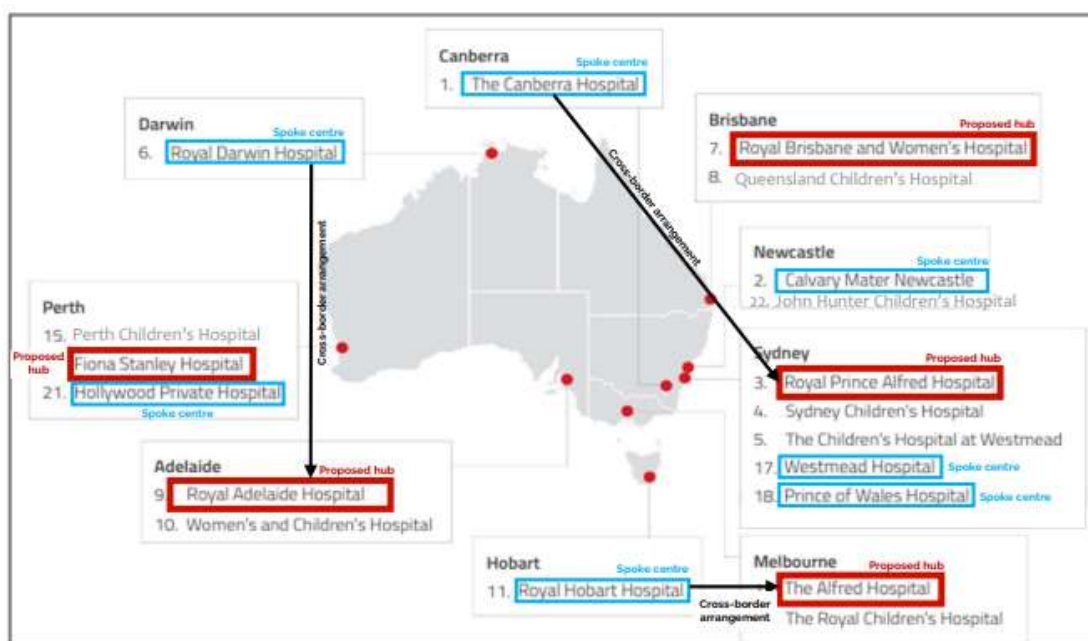 Canberra
Spoke centre
1. The Canberra Hospital
Darwin
Spoke centre
6. Royal Darwin Hospital
Brisbane
Proposed hub
7. Royal Brisbane and Women's Hospital
8. Queensland Children's Hospital
Cross-border arrangement
Cross-border arrangement
Newcastle
Spoke centre
2. Calvary Mater Newcastle
22. John Hunter Children's Hospital
Perth
15. Perth Children's Hospital
Proposed hub
Fiona Stanley Hospital
21. Hollywood Private Hospital
Spoke centre
Sydney
Proposed hub
3. Royal Prince Alfred Hospital
4. Sydney Children's Hospital
5. The Children's Hospital at Westmead
17. Westmead Hospital Spoke centre
18. Prince of Wales Hospital Spoke centre
Adelaide
Proposed hub
9. Royal Adelaide Hospital
10. Women's and Children's Hospital
Hobart
Spoke centre
11. Royal Hobart Hospital
Cross-border
arrangement
Melbourne
Proposed hub
The Alfred Hospital
The Royal Children's Hospital